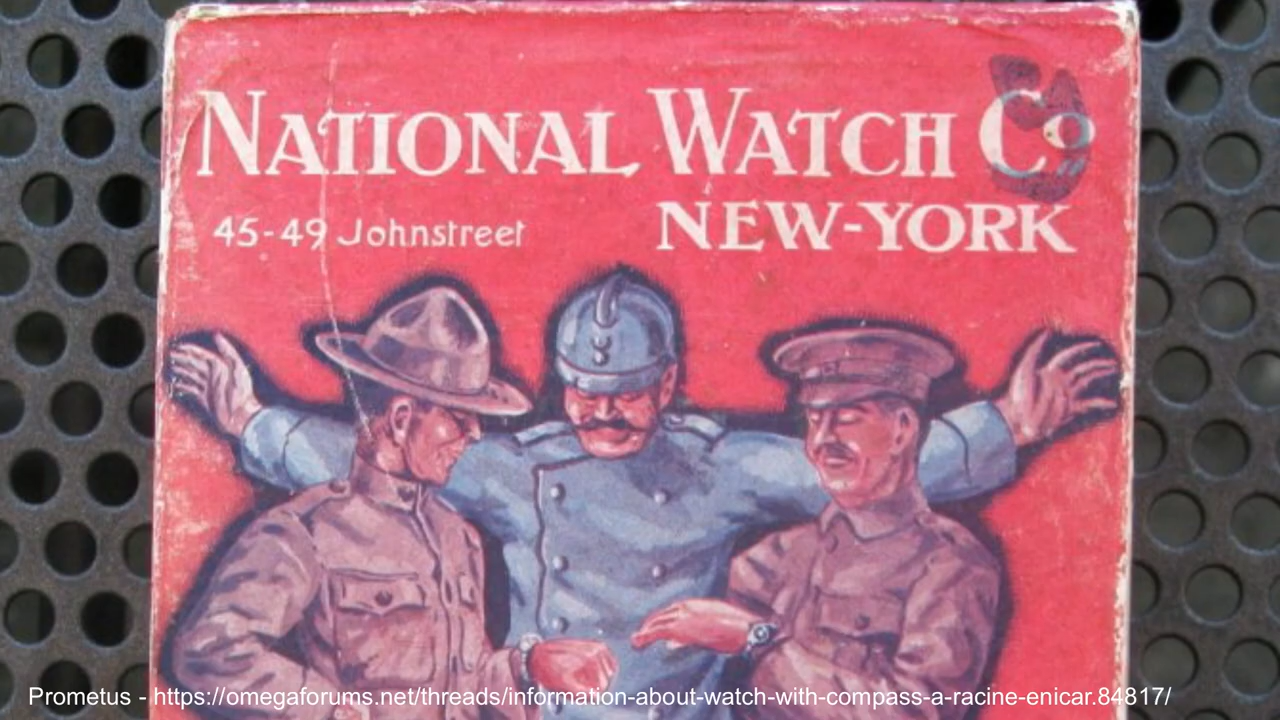 NATIONAL WATCH Co
45-49 Johnstreet
NEW-YORK
Prometus - https://omegaforums.net/threads/information-about-watch-with-compass-a-racine-enicar.84817/